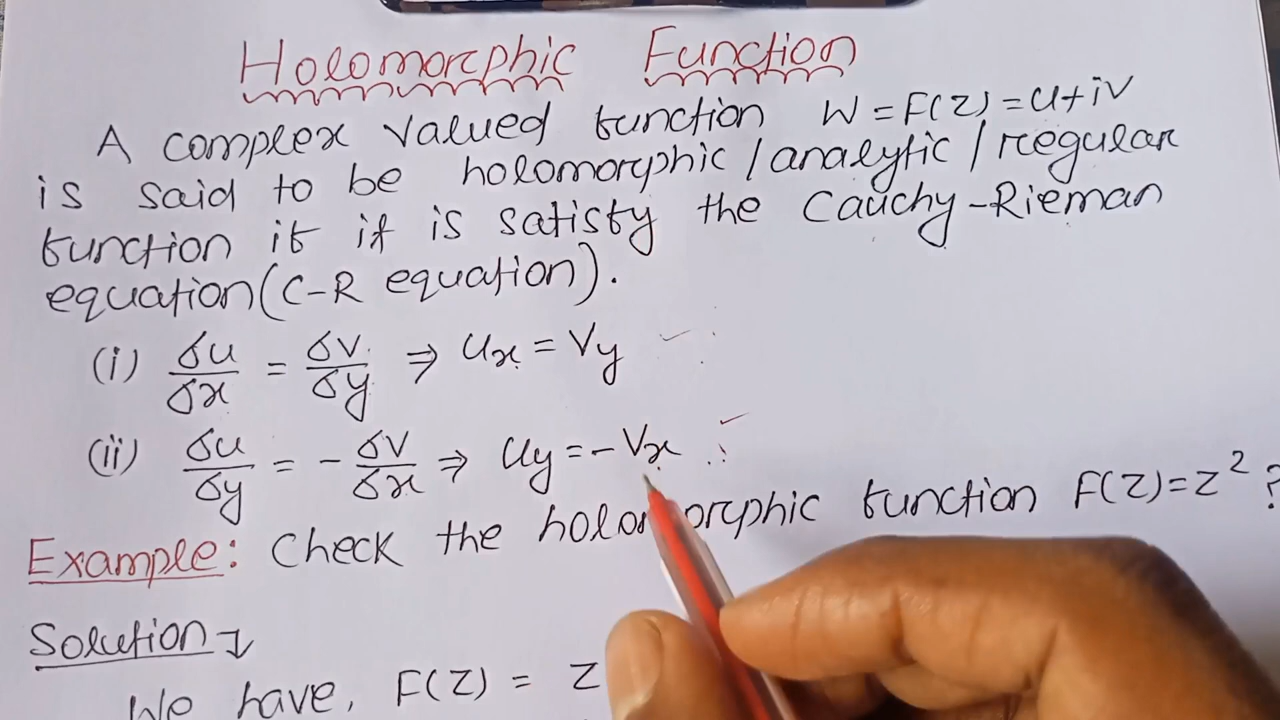 Holomorphic Function
A complex valued function W = F(Z) = U+iV
is said to be holomorphic/analytic/regular
function if it is satisfy the Cauchy-Rieman
equation(C-R equation).
(i) δu/δx = δv/δy ⇒ Ux = Vy
(ii) δu/δy = - δv/δx ⇒ Uy = -Vx
Example: Check the holomorphic function F(Z)=Z²?
Solution
We have, F(Z) = Z